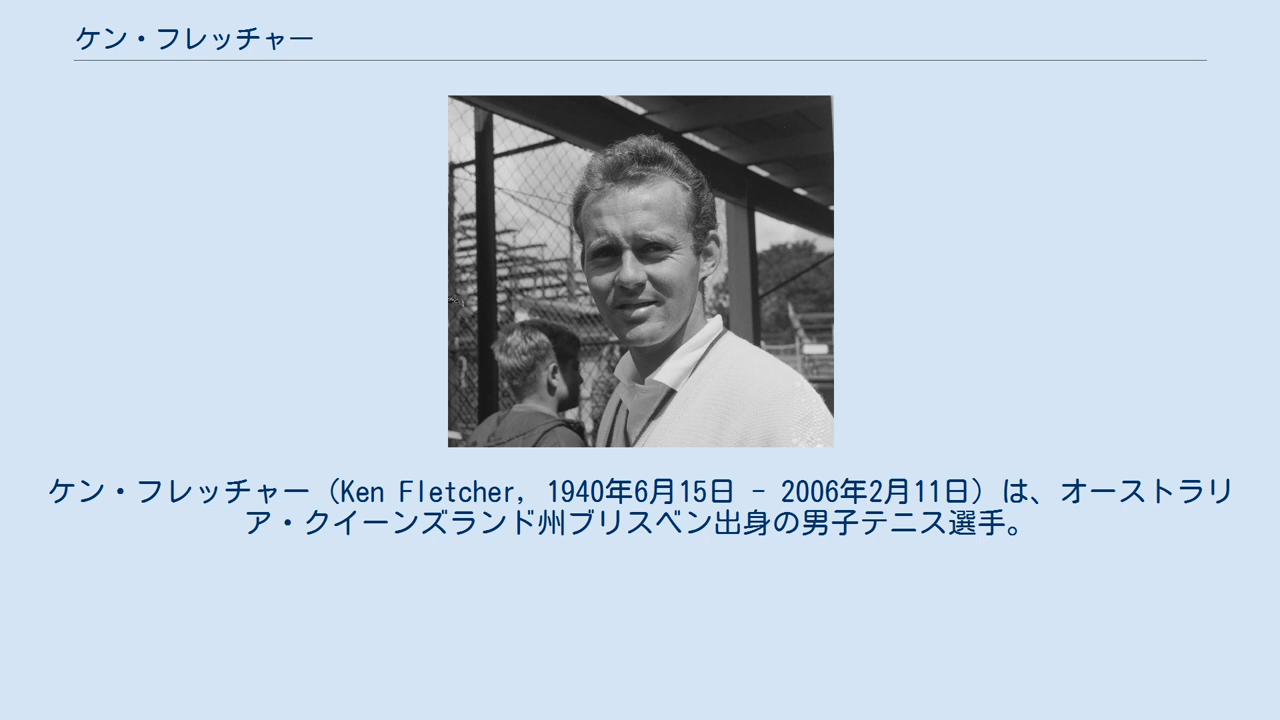 ケン・フレッチャー
ケン・フレッチャー（Ken Fletcher, 1940年6月15日 - 2006年2月11日）は、オーストラリ
ア・クイーンズランド州ブリスベン出身の男子テニス選手。